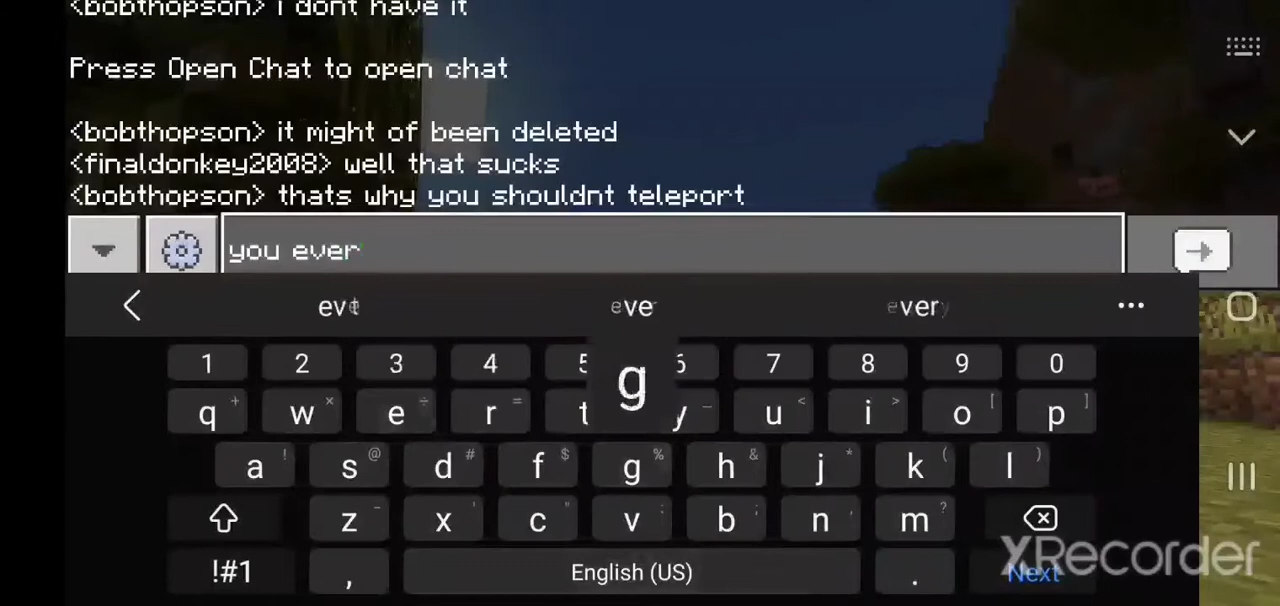 <bobthopson> i dont have it
Press Open Chat to open chat
<bobthopson> it might of been deleted
<finaldonkey2008> well that sucks
<bobthopson> thats why you shouldnt teleport
you ever
eve ever every
1 2 3 4 5 6 7 8 9 0
g
q + w × e ÷ r = t y _ u < i > o [ p ]
a ! s @ d # f $ g % h & j * k ( l )
z - x ' c " v : b ; n , m ?
!#1 , English (US) . Next
XRecorder